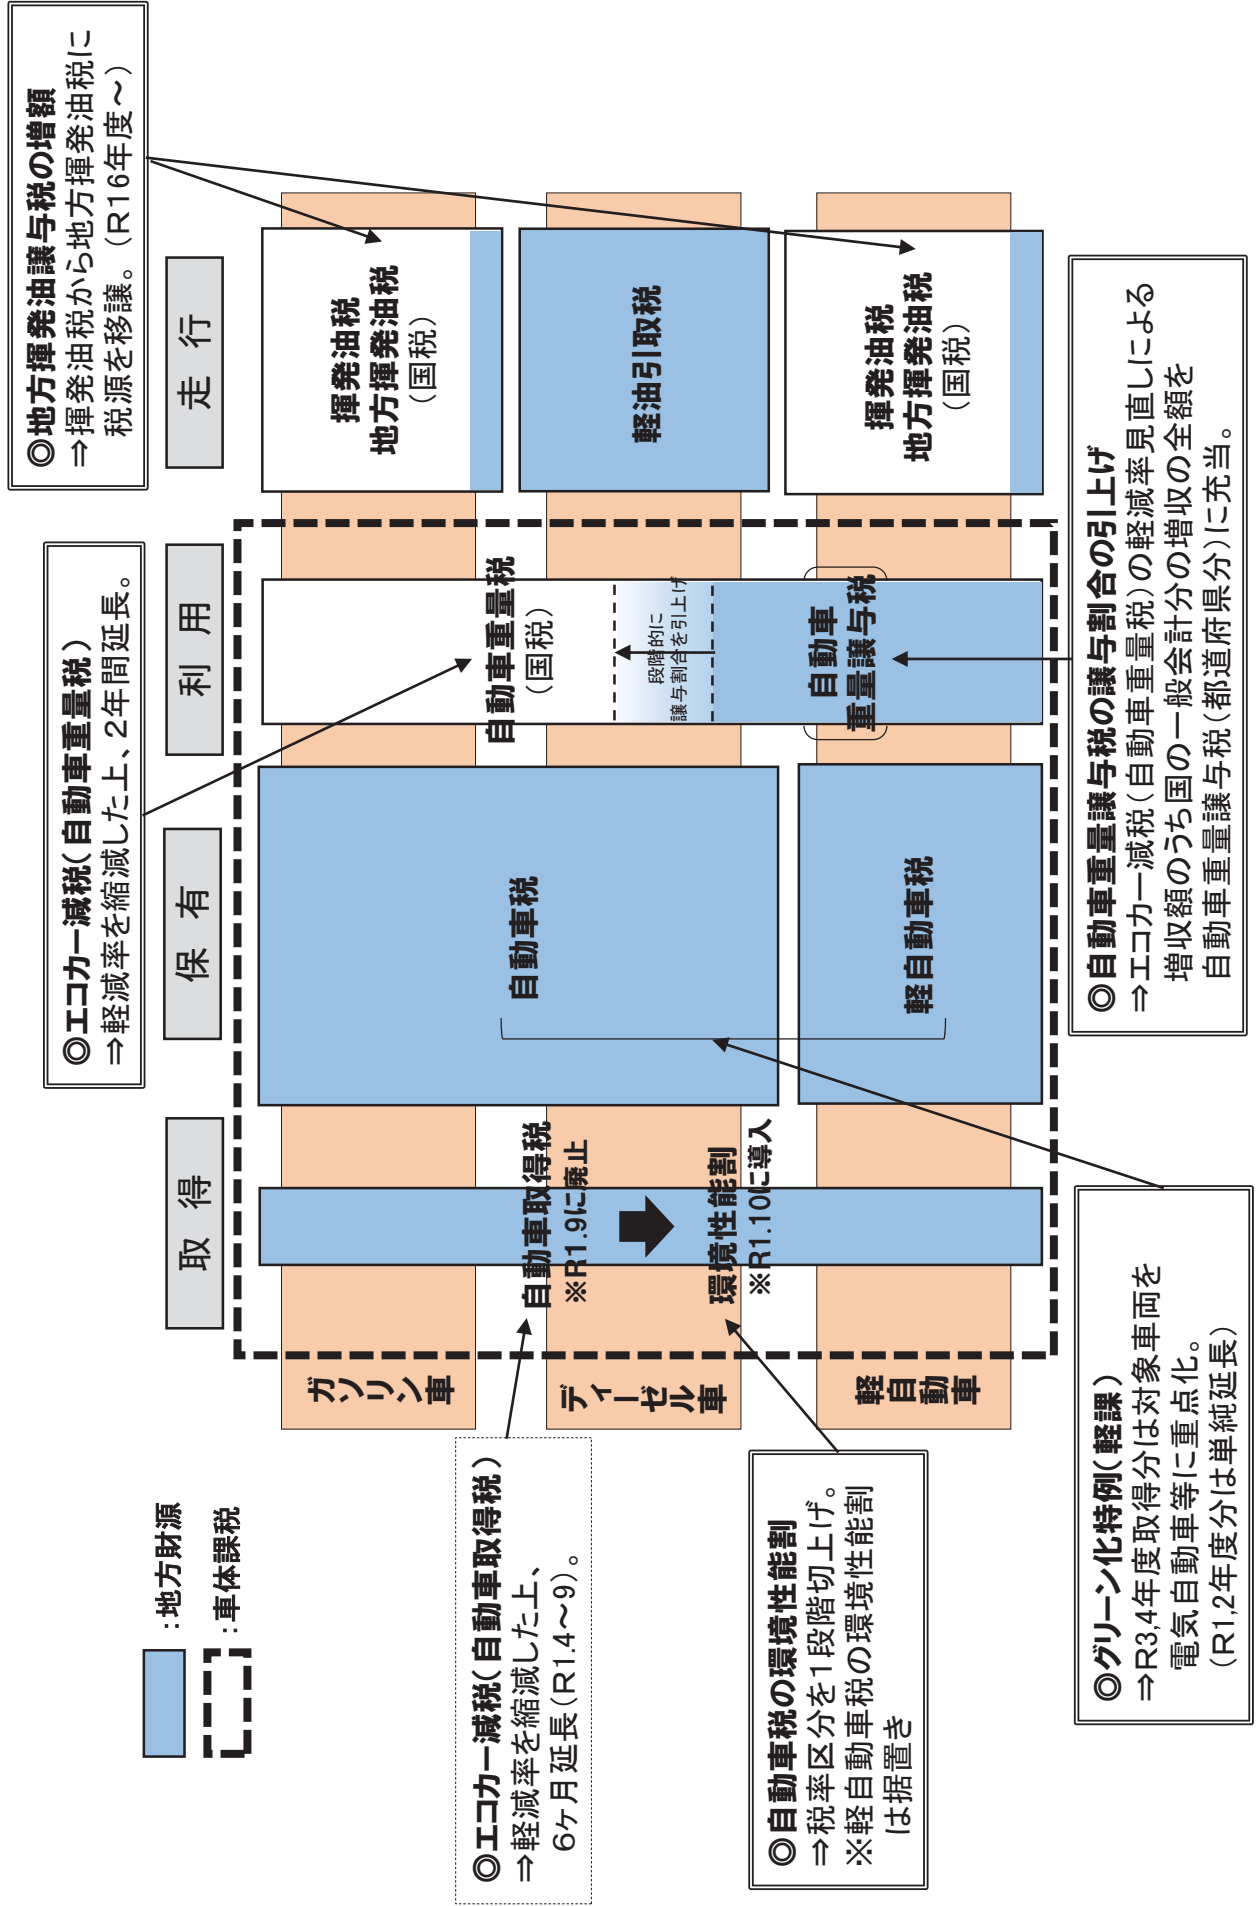 ：地方財源
：車体課税
取得
保有
利用
走行
◎エコカー減税（自動車重量税）
⇒軽減率を縮減した上、２年間延長。
◎地方揮発油譲与税の増額
⇒揮発油税から地方揮発油税に
税源を移譲。（Ｒ１６年度～）
◎エコカー減税（自動車取得税）
⇒軽減率を縮減した上、
６ヶ月延長（Ｒ１.４～９）。
ガソリン車
ディーゼル車
軽自動車
自動車取得税
※Ｒ１.９に廃止
環境性能割
※Ｒ１.１０に導入
自動車税
軽自動車税
自動車重量税
（国税）
段階的に
譲与割合を引上げ
自動車
重量譲与税
揮発油税
地方揮発油税
（国税）
軽油引取税
揮発油税
地方揮発油税
（国税）
◎自動車税の環境性能割
⇒税率区分を１段階切上げ。
※軽自動車税の環境性能割
は据置き
◎グリーン化特例（軽課）
⇒Ｒ３,４年度取得分は対象車両を
電気自動車等に重点化。
（Ｒ１,２年度分は単純延長）
◎自動車重量譲与税の譲与割合の引上げ
⇒エコカー減税（自動車重量税）の軽減率見直しによる
増収額のうち国の一般会計分の増収の全額を
自動車重量譲与税（都道府県分）に充当。